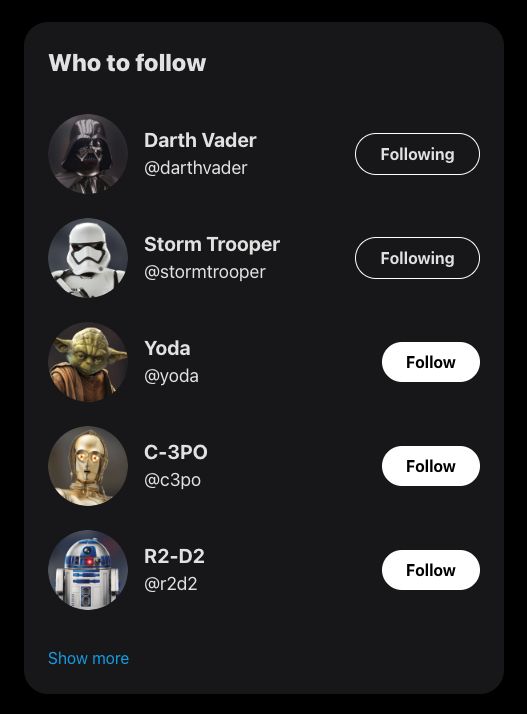 Who to follow
Darth Vader
@darthvader
Following
Storm Trooper
@stormtrooper
Following
Yoda
@yoda
Follow
C-3PO
@c3po
Follow
R2-D2
@r2d2
Follow
Show more